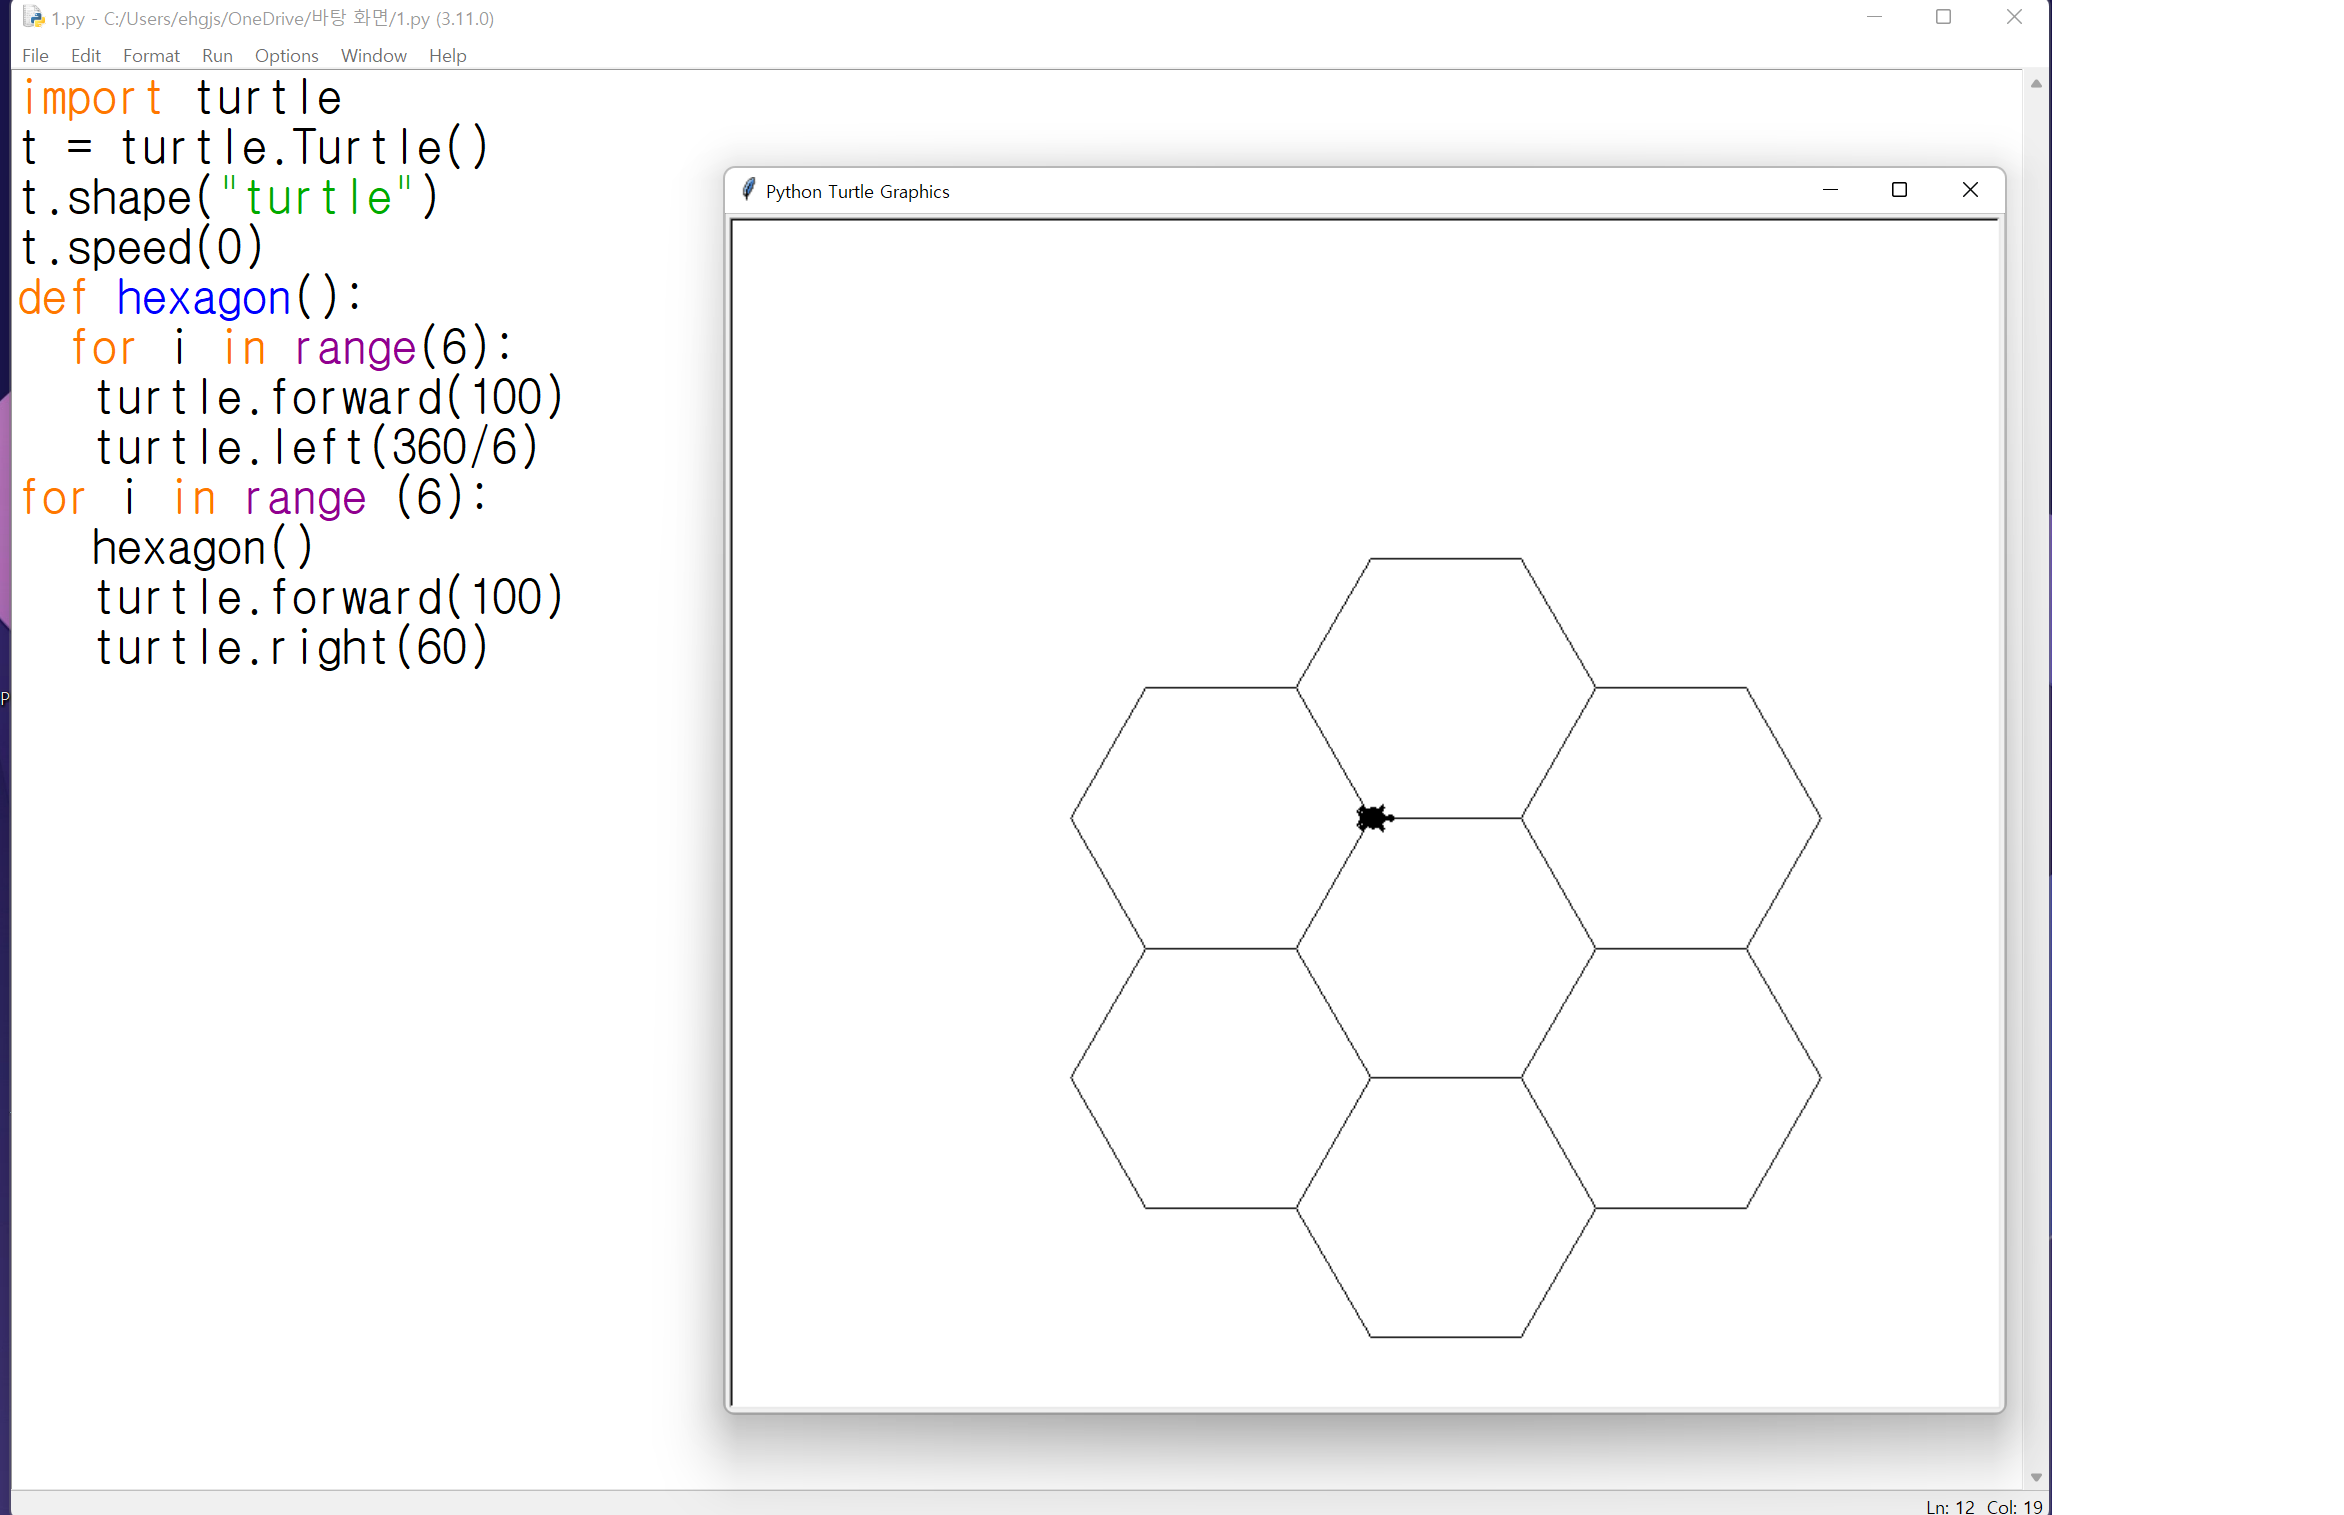 1.py - C:/Users/ehgjs/OneDrive/바탕 화면/1.py (3.11.0)
File Edit Format Run Options Window Help
import turtle
t = turtle.Turtle()
t.shape("turtle")
t.speed(0)
def hexagon():
  for i in range(6):
   turtle.forward(100)
   turtle.left(360/6)
for i in range (6):
   hexagon()
   turtle.forward(100)
   turtle.right(60)
Python Turtle Graphics
P
Ln: 12 Col: 19